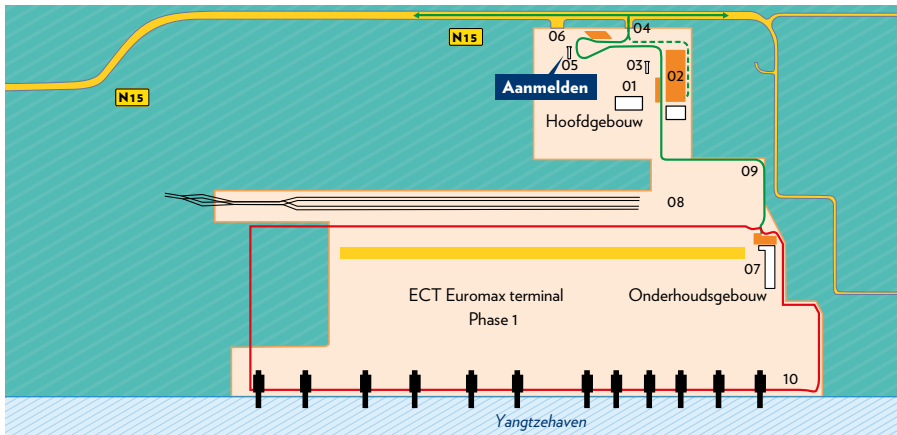 N15
N15
06
04
05
03
02
Aanmelden
01
Hoofdgebouw
09
08
07
ECT Euromax terminal
Phase 1
Onderhoudsgebouw
10
Yangtzehaven